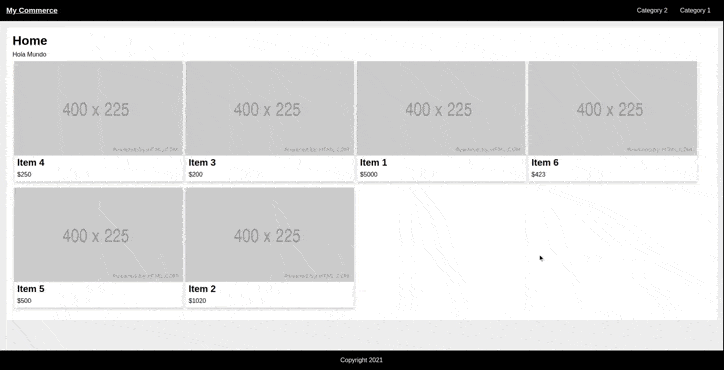 My Commerce
Category 2 Category 1
Home
Hola Mundo
400 x 225 400 x 225 400 x 225 400 x 225
Powered by HTML.COM Powered by HTML.COM Powered by HTML.COM Powered by HTML.COM
Item 4 Item 3 Item 1 Item 6
$250 $200 $5000 $423
400 x 225 400 x 225
Powered by HTML.COM Powered by HTML.COM
Item 5 Item 2
$500 $1020
Copyright 2021